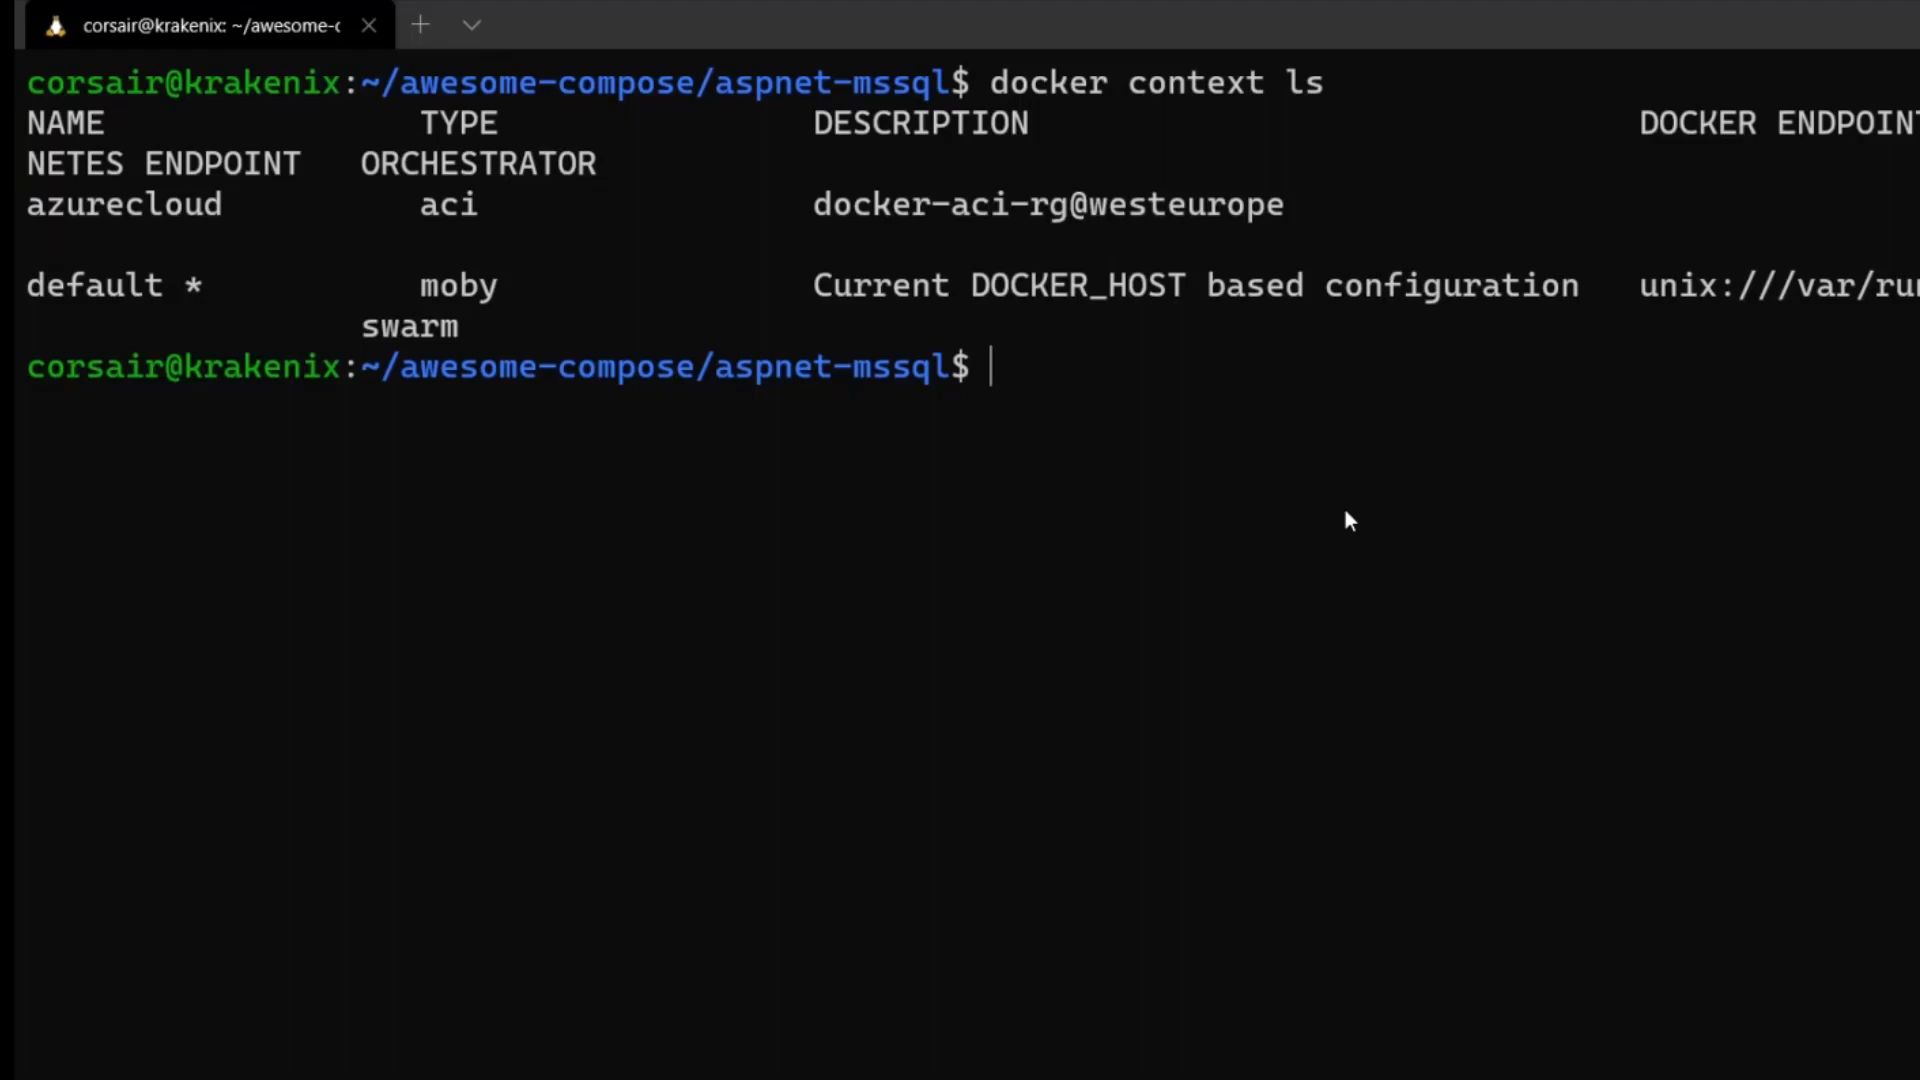 corsair@krakenix: ~/awesome-c
corsair@krakenix:~/awesome-compose/aspnet-mssql$ docker context ls
NAME TYPE DESCRIPTION DOCKER ENDPOINT
NETES ENDPOINT ORCHESTRATOR
azurecloud aci docker-aci-rg@westeurope
default * moby Current DOCKER_HOST based configuration unix:///var/run
swarm
corsair@krakenix:~/awesome-compose/aspnet-mssql$